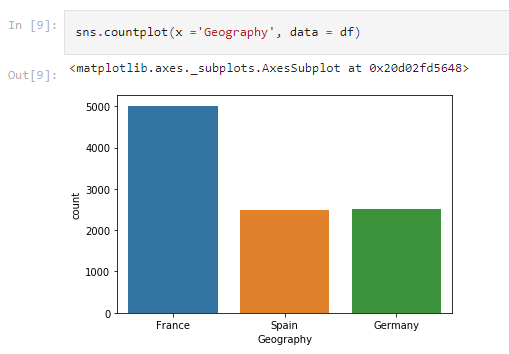 In [9]:
sns.countplot(x ='Geography', data = df)
Out[9]:
<matplotlib.axes._subplots.AxesSubplot at 0x20d02fd5648>
5000
4000
3000
2000
1000
0
count
France Spain Germany
Geography